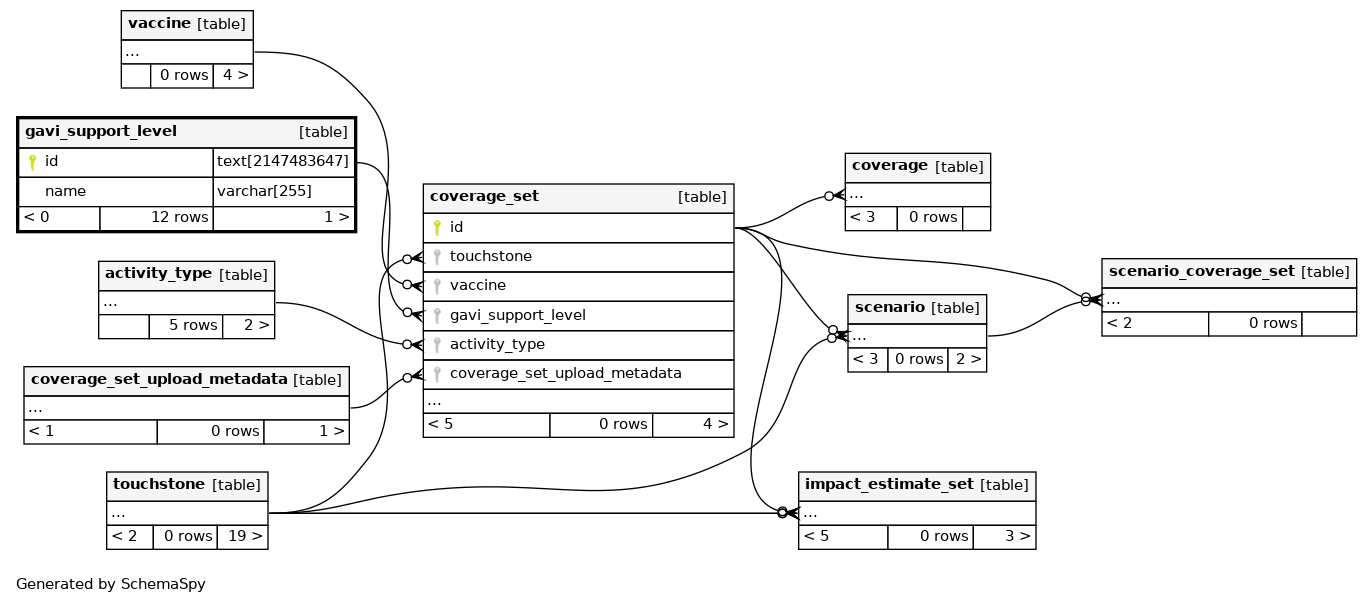 vaccine [table]
...
0 rows 4 >
gavi_support_level [table]
id text[2147483647]
name varchar[255]
< 0 12 rows 1 >
activity_type [table]
...
5 rows 2 >
coverage_set_upload_metadata [table]
...
< 1 0 rows 1 >
touchstone [table]
...
< 2 0 rows 19 >
coverage_set [table]
id
touchstone
vaccine
gavi_support_level
activity_type
coverage_set_upload_metadata
...
< 5 0 rows 4 >
coverage [table]
...
< 3 0 rows
scenario [table]
...
< 3 0 rows 2 >
impact_estimate_set [table]
...
< 5 0 rows 3 >
scenario_coverage_set [table]
...
< 2 0 rows
Generated by SchemaSpy